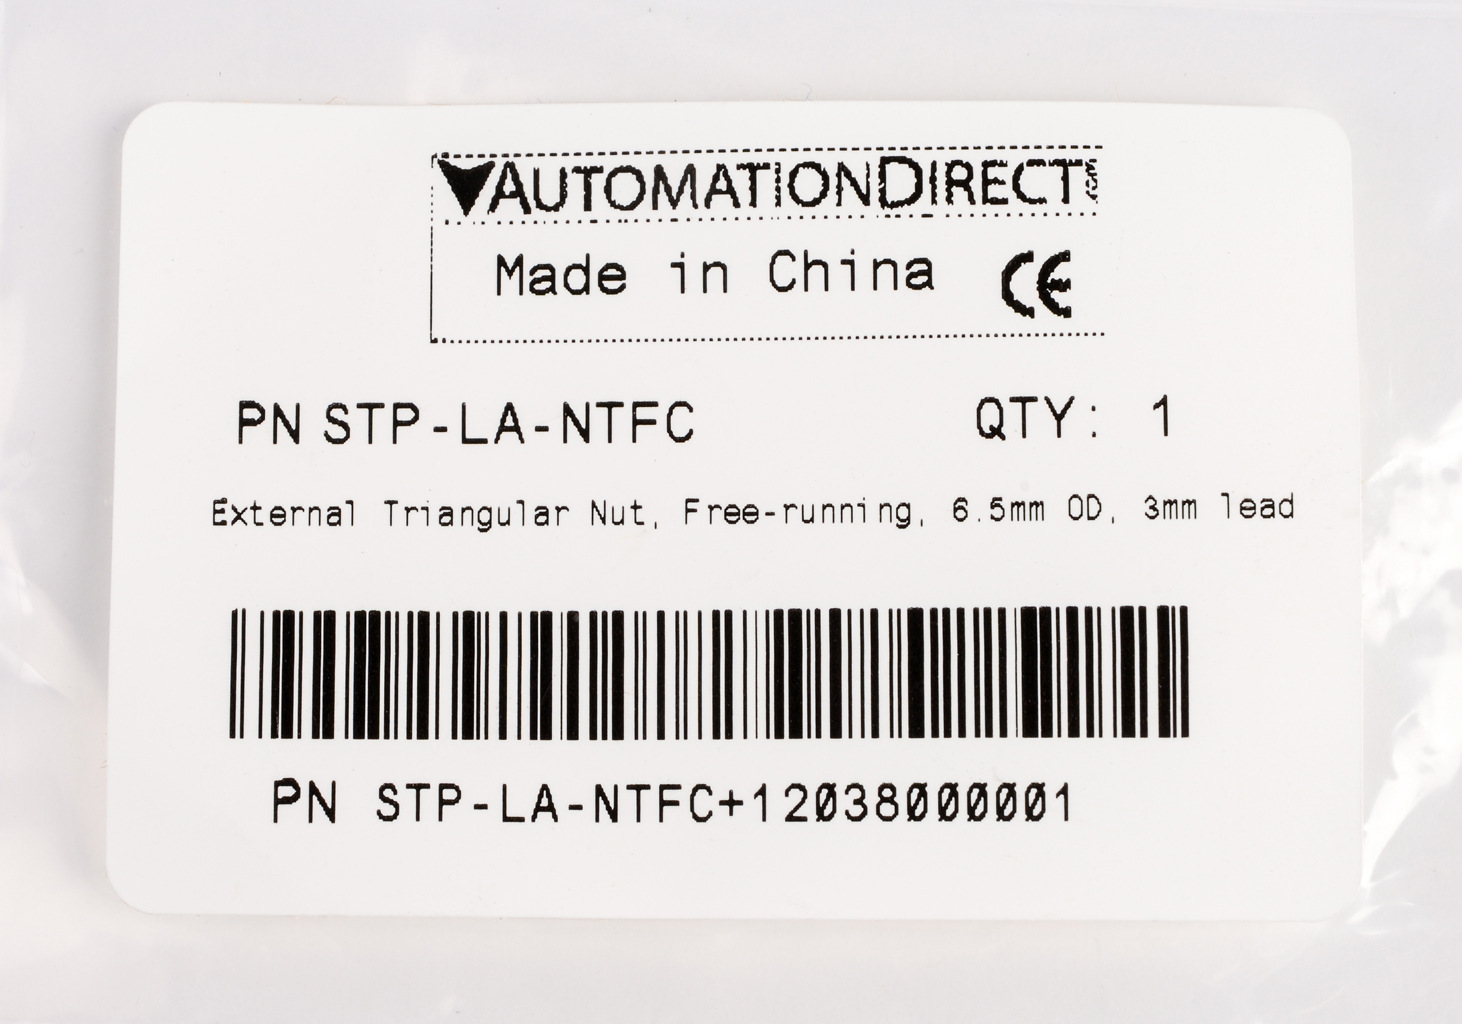 AUTOMATIONDIRECT.com
Made in China CE
PN STP-LA-NTFC QTY: 1
External Triangular Nut, Free-running, 6.5mm OD, 3mm lead
PN STP-LA-NTFC+12038000001